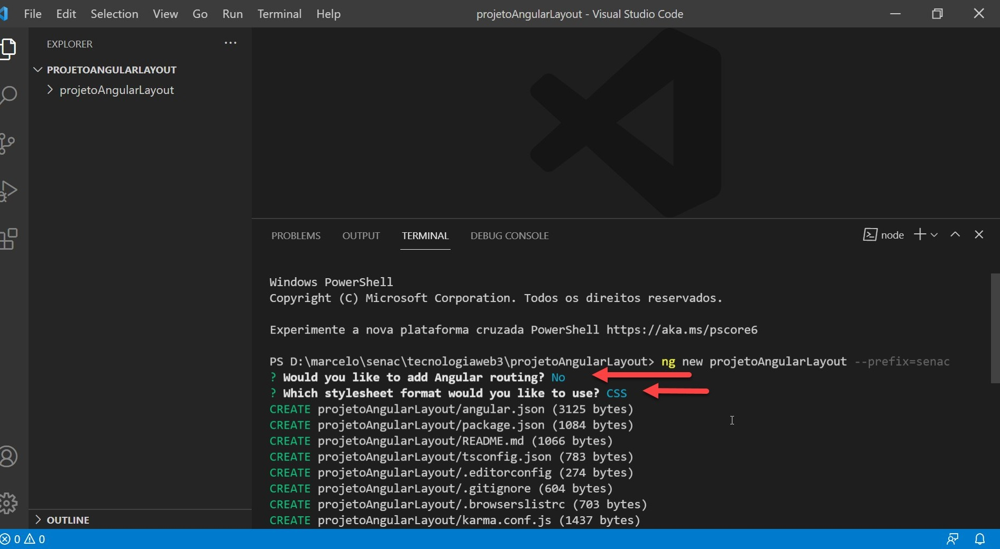 File Edit Selection View Go Run Terminal Help projetoAngularLayout - Visual Studio Code
EXPLORER ...
PROJETOANGULARLAYOUT
projetoAngularLayout
PROBLEMS OUTPUT TERMINAL DEBUG CONSOLE node
Windows PowerShell
Copyright (C) Microsoft Corporation. Todos os direitos reservados.
Experimente a nova plataforma cruzada PowerShell https://aka.ms/pscore6
PS D:\marcelo\senac\tecnologiaweb3\projetoAngularLayout> ng new projetoAngularLayout --prefix=senac
? Would you like to add Angular routing? No
? Which stylesheet format would you like to use? CSS
CREATE projetoAngularLayout/angular.json (3125 bytes)
CREATE projetoAngularLayout/package.json (1084 bytes)
CREATE projetoAngularLayout/README.md (1066 bytes)
CREATE projetoAngularLayout/tsconfig.json (783 bytes)
CREATE projetoAngularLayout/.editorconfig (274 bytes)
CREATE projetoAngularLayout/.gitignore (604 bytes)
CREATE projetoAngularLayout/.browserslistrc (703 bytes)
CREATE projetoAngularLayout/karma.conf.js (1437 bytes)
OUTLINE
0 0